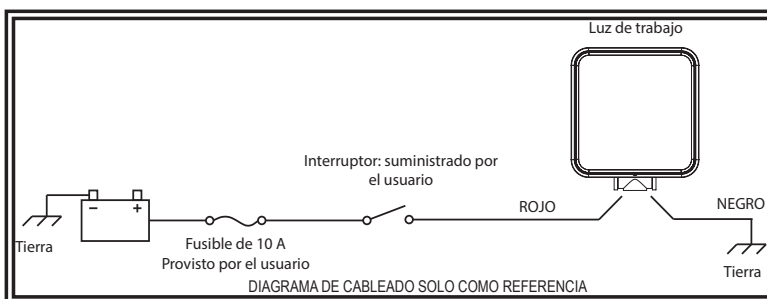 Luz de trabajo
Interruptor: suministrado por
el usuario
ROJO
NEGRO
− +
Tierra
Fusible de 10 A
Provisto por el usuario
Tierra
DIAGRAMA DE CABLEADO SOLO COMO REFERENCIA